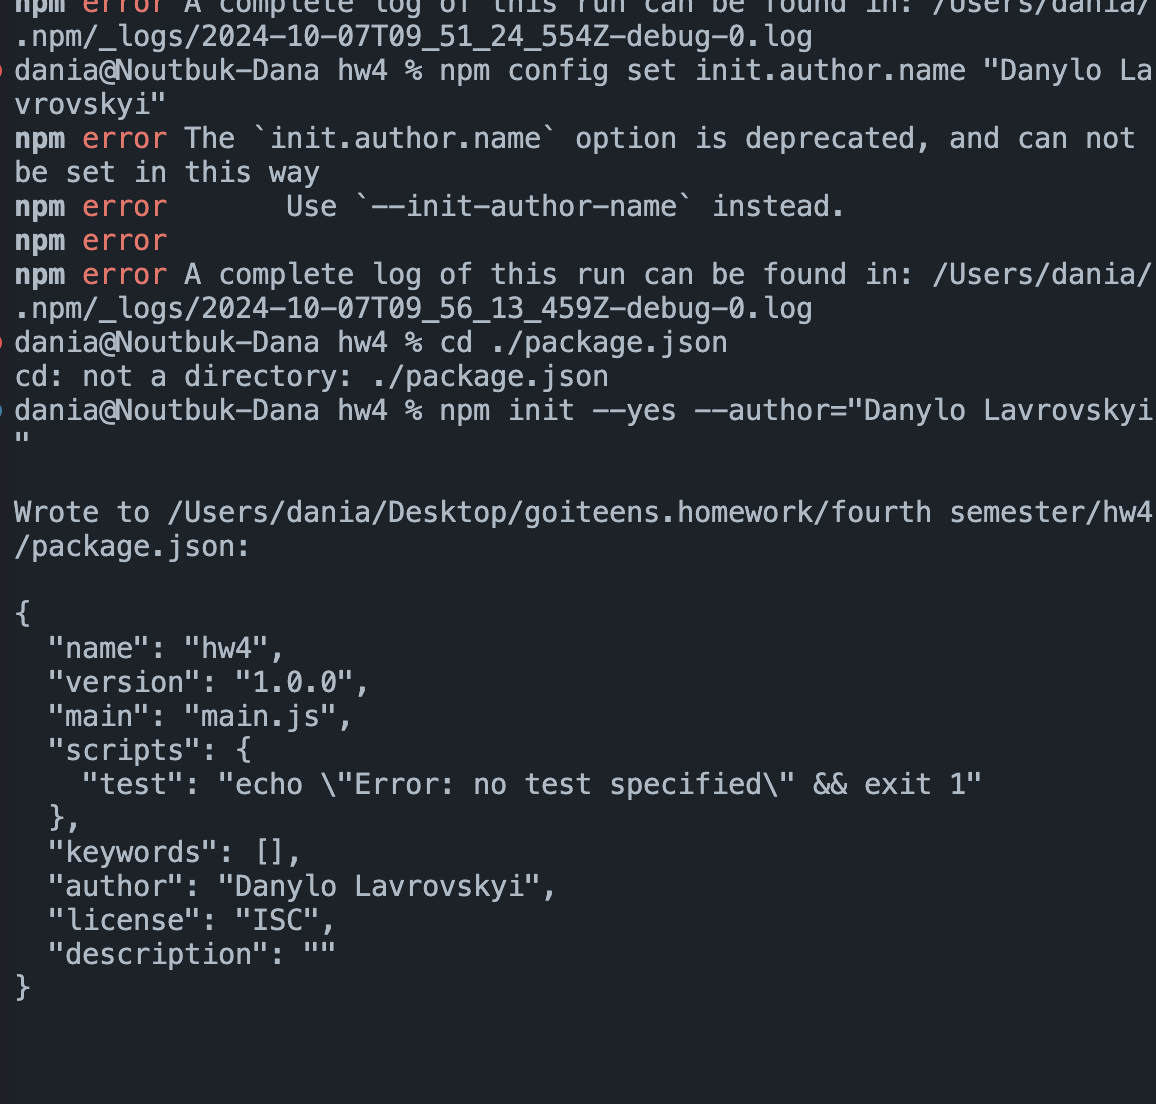 npm error A complete log of this run can be found in: /Users/dania/
.npm/_logs/2024-10-07T09_51_24_554Z-debug-0.log
dania@Noutbuk-Dana hw4 % npm config set init.author.name "Danylo La
vrovskyi"
npm error The `init.author.name` option is deprecated, and can not
be set in this way
npm error       Use `--init-author-name` instead.
npm error
npm error A complete log of this run can be found in: /Users/dania/
.npm/_logs/2024-10-07T09_56_13_459Z-debug-0.log
dania@Noutbuk-Dana hw4 % cd ./package.json
cd: not a directory: ./package.json
dania@Noutbuk-Dana hw4 % npm init --yes --author="Danylo Lavrovskyi
"
Wrote to /Users/dania/Desktop/goiteens.homework/fourth semester/hw4
/package.json:
{
  "name": "hw4",
  "version": "1.0.0",
  "main": "main.js",
  "scripts": {
    "test": "echo \"Error: no test specified\" && exit 1"
  },
  "keywords": [],
  "author": "Danylo Lavrovskyi",
  "license": "ISC",
  "description": ""
}